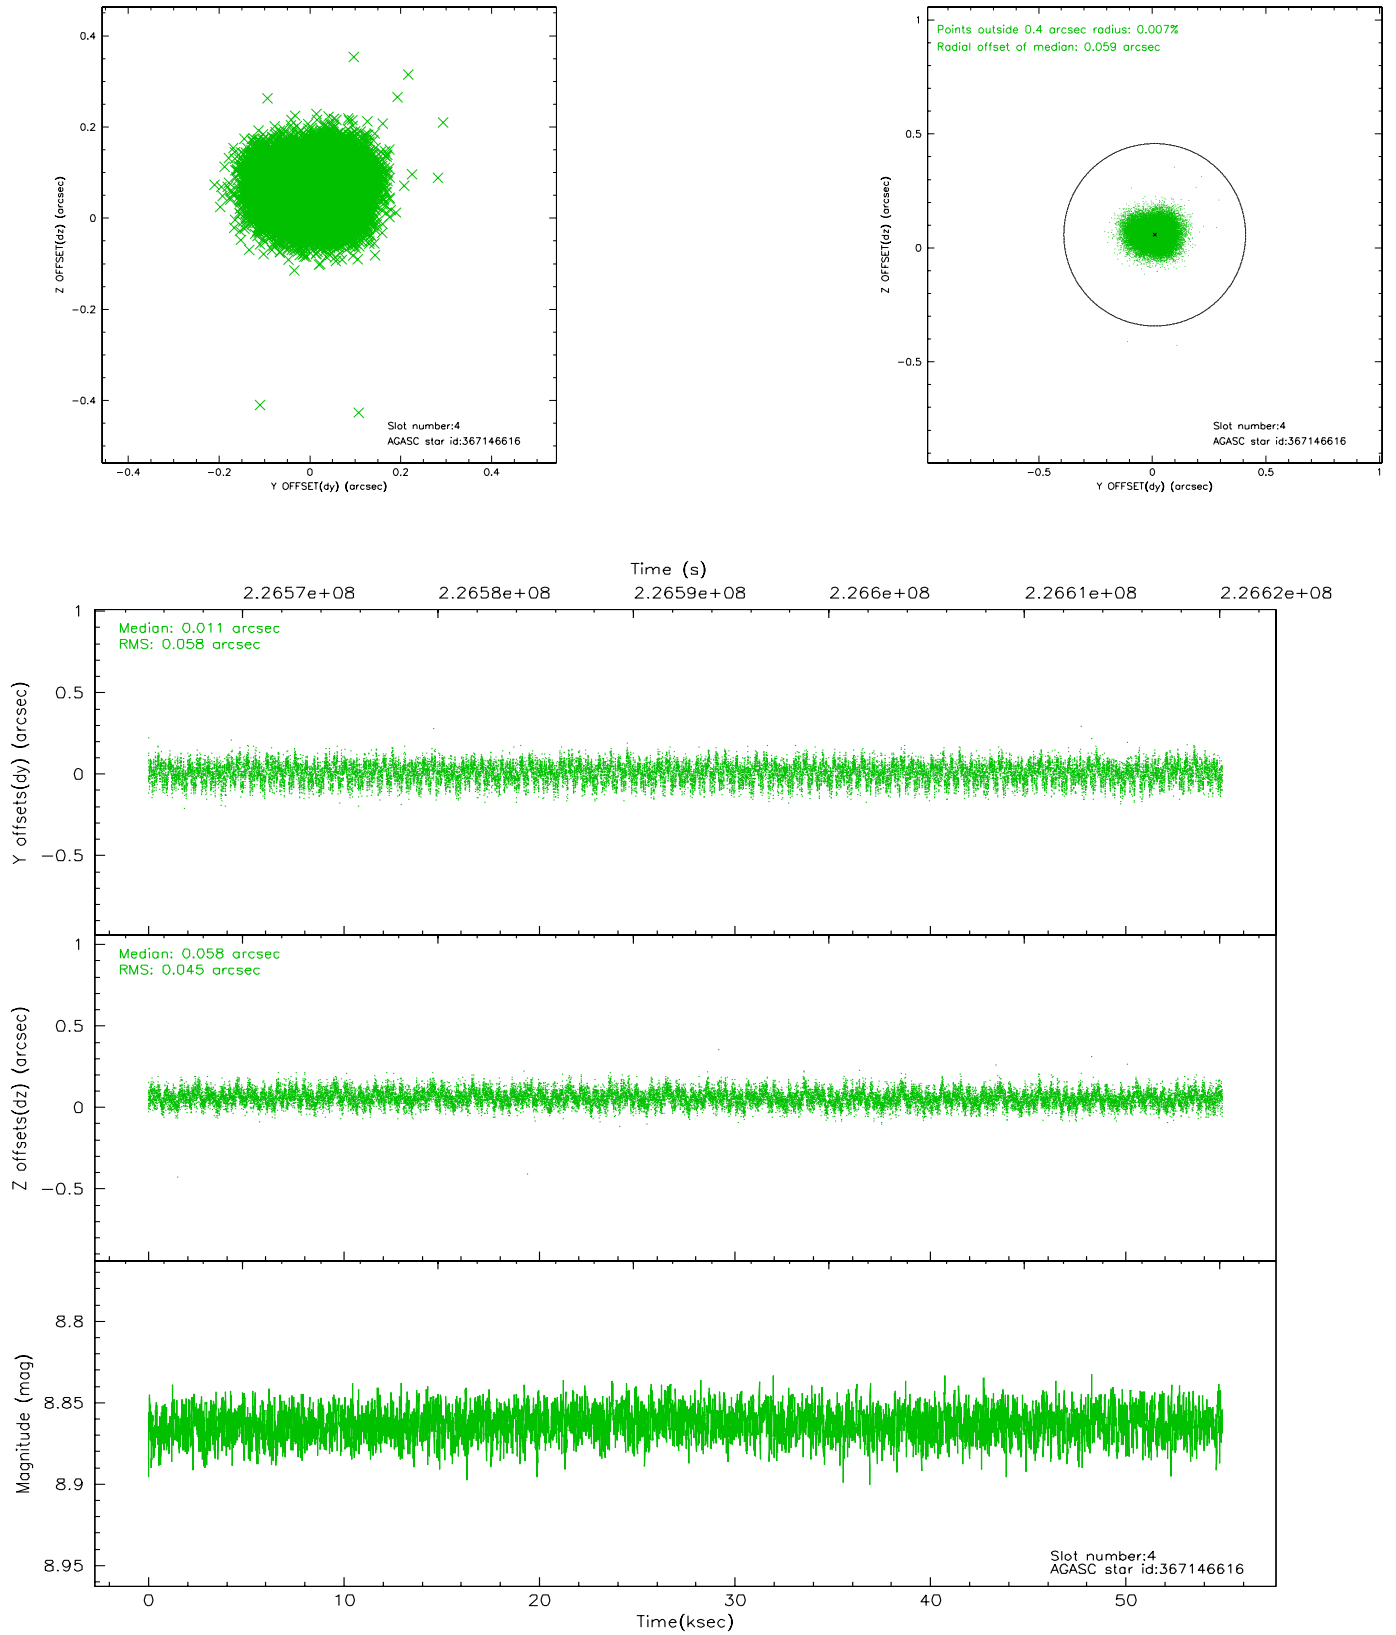 0.4
0.2
0
−0.2
−0.4
Z OFFSET(dz) (arcsec)
Slot number:4
AGASC star id:367146616
−0.4 −0.2 0 0.2 0.4
Y OFFSET(dy) (arcsec)
1
0.5
0
−0.5
Z OFFSET(dz) (arcsec)
Points outside 0.4 arcsec radius: 0.007%
Radial offset of median: 0.059 arcsec
Slot number:4
AGASC star id:367146616
−0.5 0 0.5 1
Y OFFSET(dy) (arcsec)
Time (s)
2.2657e+08 2.2658e+08 2.2659e+08 2.266e+08 2.2661e+08 2.2662e+08
1
0.5
0
−0.5
Y offsets(dy) (arcsec)
Median: 0.011 arcsec
RMS: 0.058 arcsec
1
0.5
0
−0.5
Z offsets(dz) (arcsec)
Median: 0.058 arcsec
RMS: 0.045 arcsec
8.8
8.85
8.9
8.95
Magnitude (mag)
Slot number:4
AGASC star id:367146616
0 10 20 30 40 50
Time(ksec)